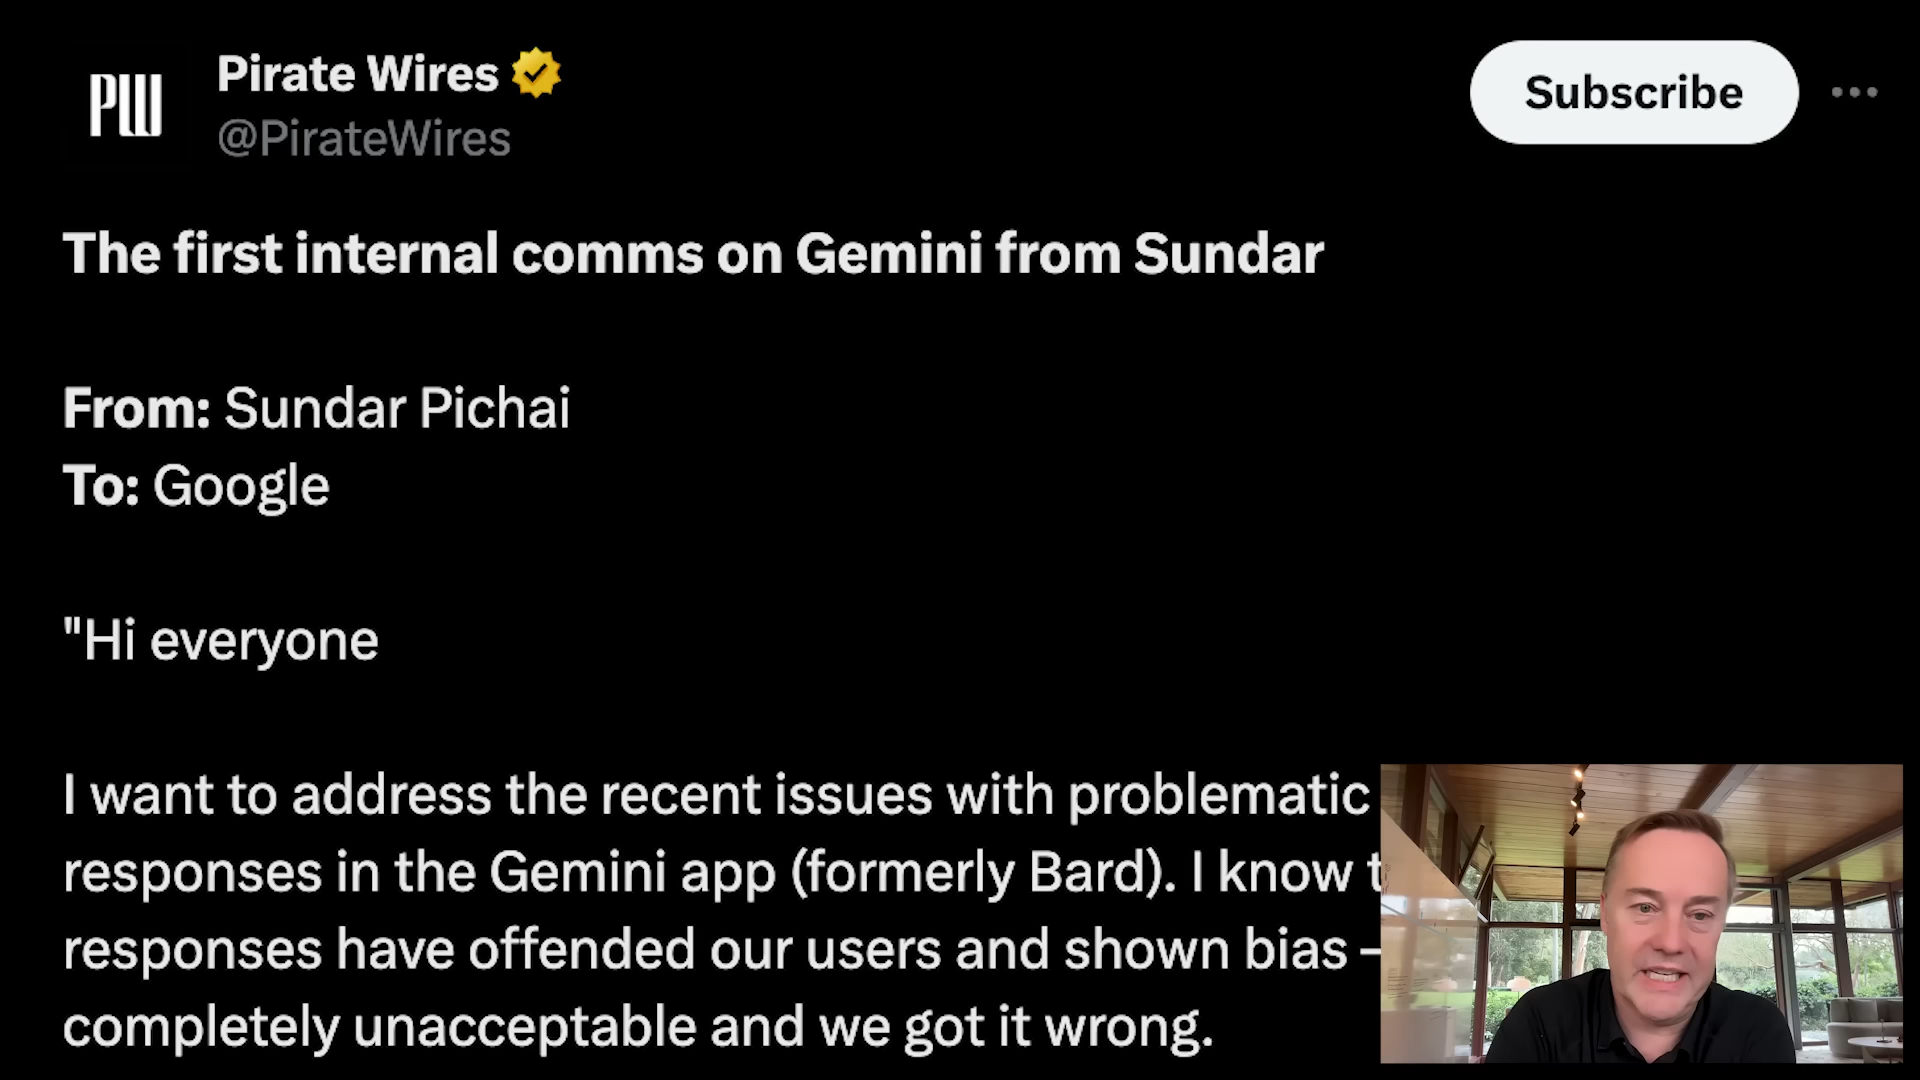 PW
Pirate Wires
@PirateWires
Subscribe
The first internal comms on Gemini from Sundar
From: Sundar Pichai
To: Google
"Hi everyone
I want to address the recent issues with problematic
responses in the Gemini app (formerly Bard). I know
responses have offended our users and shown bias –
completely unacceptable and we got it wrong.